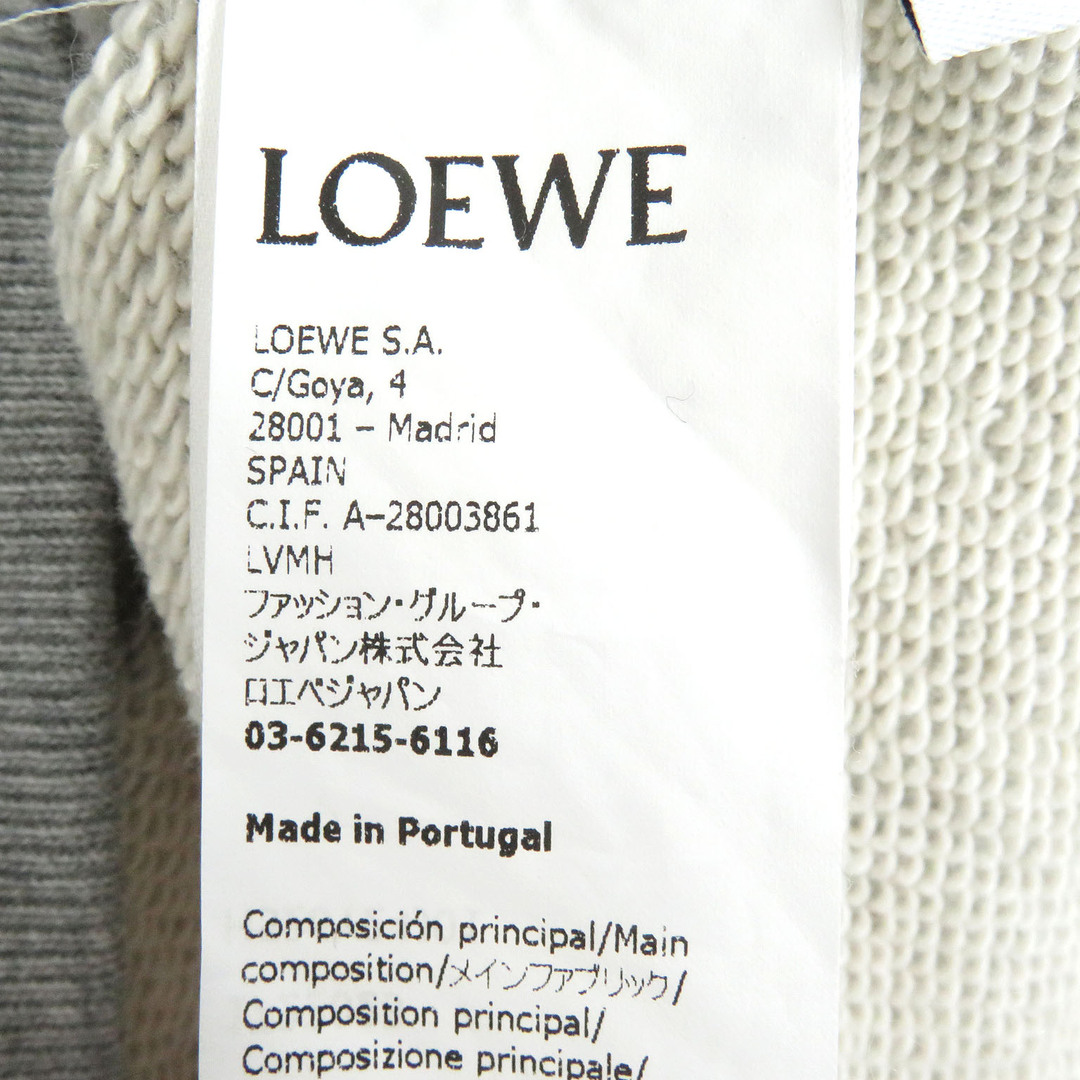 LOEWE
LOEWE S.A.
C/Goya, 4
28001 – Madrid
SPAIN
C.I.F. A–28003861
LVMH
ファッション・グループ・
ジャパン株式会社
ロエベジャパン
03-6215-6116
Made in Portugal
Composición principal/Main
composition/メインファブリック/
Composition principal/
Composizione principale/